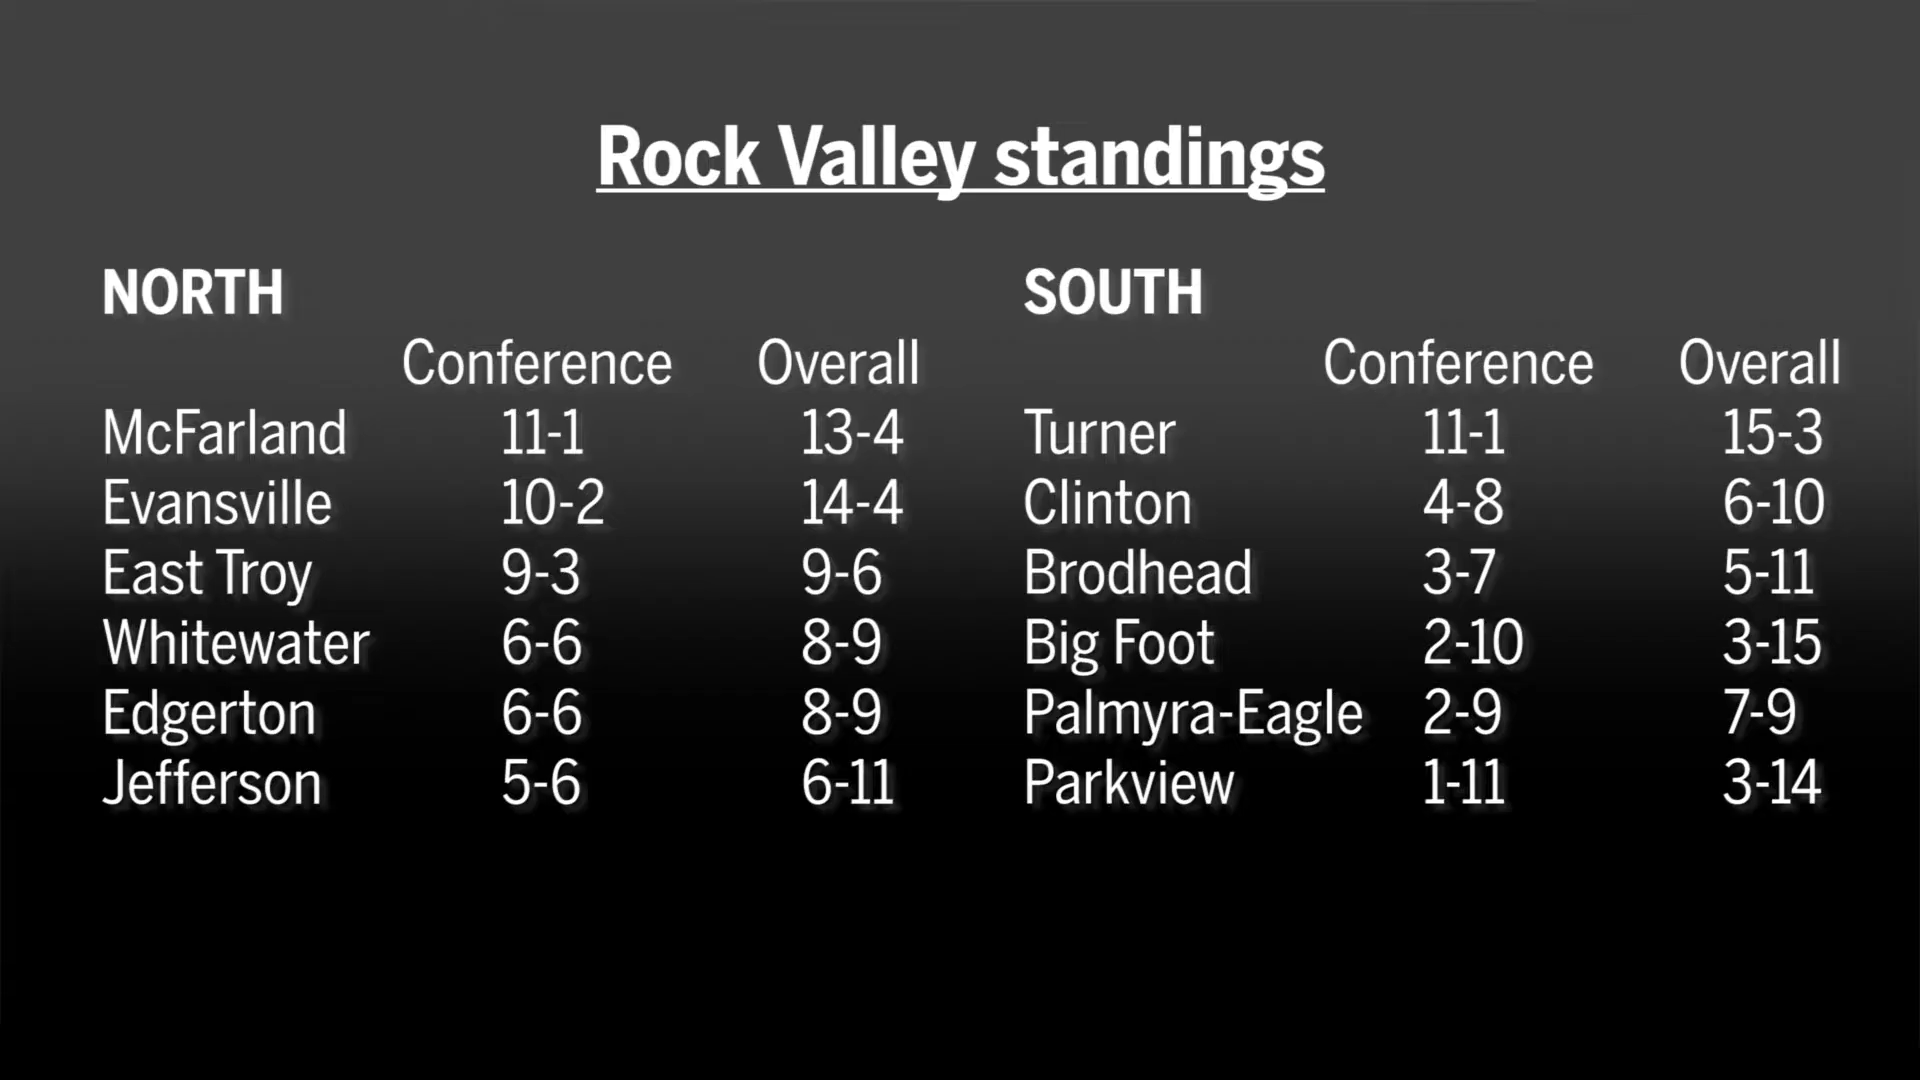 Rock Valley standings
NORTH
Conference Overall
McFarland 11-1 13-4
Evansville 10-2 14-4
East Troy 9-3 9-6
Whitewater 6-6 8-9
Edgerton 6-6 8-9
Jefferson 5-6 6-11
SOUTH
Conference Overall
Turner 11-1 15-3
Clinton 4-8 6-10
Brodhead 3-7 5-11
Big Foot 2-10 3-15
Palmyra-Eagle 2-9 7-9
Parkview 1-11 3-14